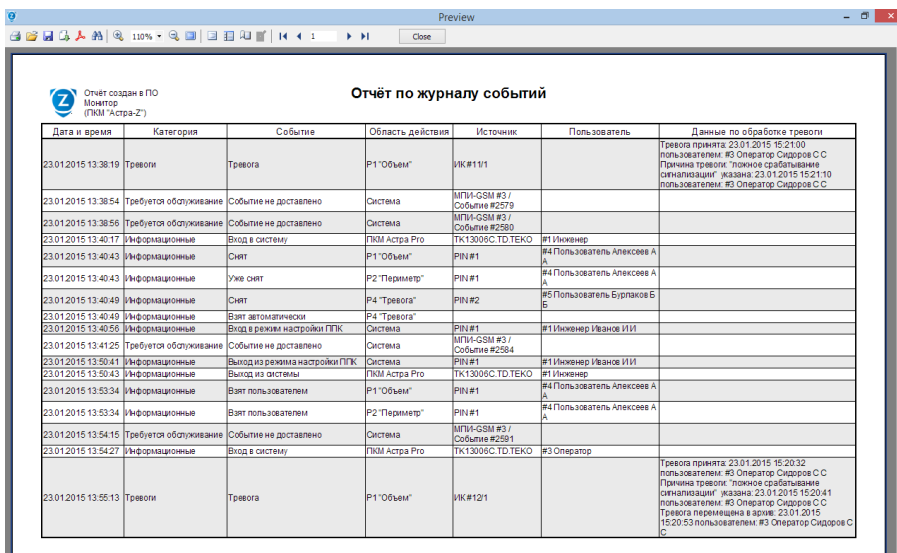 Preview
110%
1
Close
Z
Отчёт создан в ПО
Монитор
(ПКМ "Астра-Z")
Отчёт по журналу событий
Дата и время Категория Событие Область действия Источник Пользователь Данные по обработке тревоги
23.01.2015 13:38:19 Тревоги Тревога Р1 "Объем" ИК #11/1
Тревога принята: 23.01.2015 15:21:00
пользователем: #3 Оператор Сидоров С С
Причина тревоги: "ложное срабатывание
сигнализации" указана: 23.01.2015 15:21:10
пользователем: #3 Оператор Сидоров С С
23.01.2015 13:38:54 Требуется обслуживание Событие не доставлено Система МПИ-GSM #3 /
Событие #2579
23.01.2015 13:38:56 Требуется обслуживание Событие не доставлено Система МПИ-GSM #3 /
Событие #2580
23.01.2015 13:40:17 Информационные Вход в систему ПКМ Астра Pro TK13006C.TD.TEKO #1 Инженер
23.01.2015 13:40:43 Информационные Снят Р1 "Объем" PIN #1 #4 Пользователь Алексеев А
А
23.01.2015 13:40:43 Информационные Уже снят Р2 "Периметр" PIN #1 #4 Пользователь Алексеев А
А
23.01.2015 13:40:49 Информационные Снят Р4 "Тревога" PIN #2 #5 Пользователь Бурлаков Б
Б
23.01.2015 13:40:49 Информационные Взят автоматически Р4 "Тревога"
23.01.2015 13:40:56 Информационные Вход в режим настройки ППК Система PIN #1 #1 Инженер Иванов И И
23.01.2015 13:41:25 Требуется обслуживание Событие не доставлено Система МПИ-GSM #3 /
Событие #2584
23.01.2015 13:50:41 Информационные Выход из режима настройки ППК Система PIN #1 #1 Инженер Иванов И И
23.01.2015 13:50:43 Информационные Выход из системы ПКМ Астра Pro TK13006C.TD.TEKO #1 Инженер
23.01.2015 13:53:34 Информационные Взят пользователем Р1 "Объем" PIN #1 #4 Пользователь Алексеев А
А
23.01.2015 13:53:34 Информационные Взят пользователем Р2 "Периметр" PIN #1 #4 Пользователь Алексеев А
А
23.01.2015 13:54:15 Требуется обслуживание Событие не доставлено Система МПИ-GSM #3 /
Событие #2591
23.01.2015 13:54:27 Информационные Вход в систему ПКМ Астра Pro TK13006C.TD.TEKO #3 Оператор
23.01.2015 13:55:13 Тревоги Тревога Р1 "Объем" ИК #12/1
Тревога принята: 23.01.2015 15:20:32
пользователем: #3 Оператор Сидоров С С
Причина тревоги: "ложное срабатывание
сигнализации" указана: 23.01.2015 15:20:41
пользователем: #3 Оператор Сидоров С С
Тревога перемещена в архив: 23.01.2015
15:20:53 пользователем: #3 Оператор Сидоров С
С